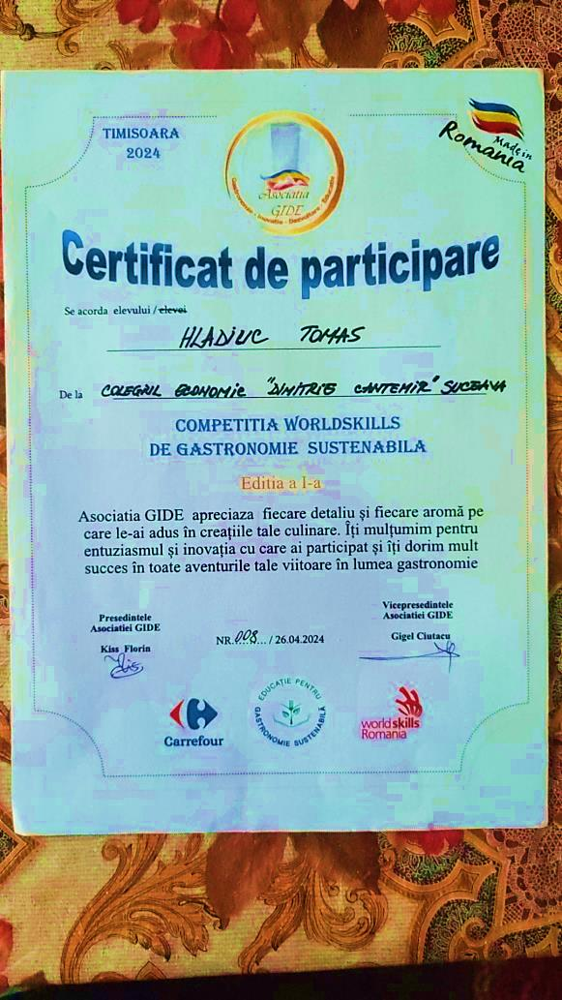 TIMISOARA
2024
Made in
Romania
Asociatia
GIDE
Gastronomie - Inovatie - Dezvoltare - Educatie
Certificat de participare
Se acorda elevului / elevei
HLADIUC TOMAS
De la COLEGIUL ECONOMIC "DIMITRIE CANTEMIR" SUCEAVA
COMPETITIA WORLDSKILLS
DE GASTRONOMIE SUSTENABILA
Editia a I-a
Asociatia GIDE apreciaza fiecare detaliu și fiecare aromă pe
care le-ai adus în creațiile tale culinare. Îți mulțumim pentru
entuziasmul și inovația cu care ai participat și îți dorim mult
succes în toate aventurile tale viitoare în lumea gastronomie
Presedintele
Asociatiei GIDE
Kiss Florin
NR.008... / 26.04.2024
Vicepresedintele
Asociatiei GIDE
Gigel Ciutacu
Carrefour
EDUCAȚIE PENTRU
GASTRONOMIE SUSTENABILĂ
worldskills
Romania